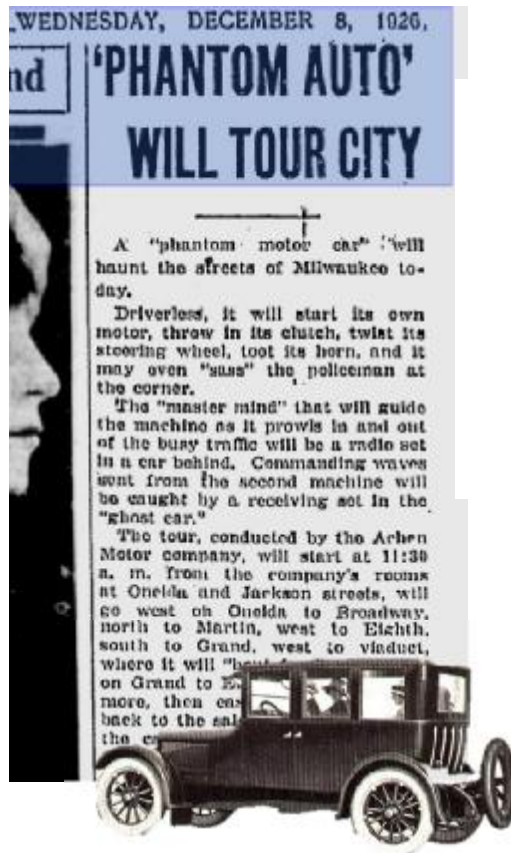 WEDNESDAY, DECEMBER 8, 1926,
nd
'PHANTOM AUTO'
WILL TOUR CITY
A "phantom motor car" will
haunt the streets of Milwaukee to-
day.
Driverless, it will start its own
motor, throw in its clutch, twist its
steering wheel, toot its horn, and it
may even "sass" the policeman at
the corner.
The "master mind" that will guide
the machine as it prowls in and out
of the busy traffic will be a radio set
in a car behind. Commanding waves
sent from the second machine will
be caught by a receiving set in the
"ghost car."
The tour, conducted by the Achen
Motor company, will start at 11:30
a. m. from the company's rooms
at Oneida and Jackson streets, will
go west on Oneida to Broadway,
north to Martin, west to Eighth,
south to Grand, west to viaduct,
where it will
on Grand to
more, then
back to the
the